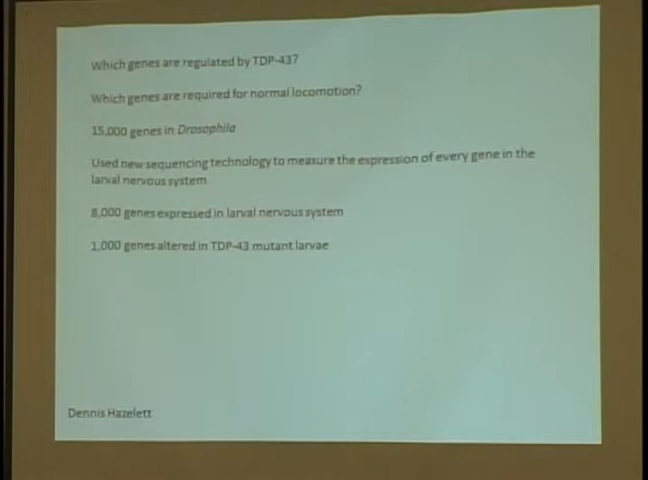 Which genes are regulated by TDP-43?
Which genes are required for normal locomotion?
15,000 genes in Drosophila
Used new sequencing technology to measure the expression of every gene in the
larval nervous system
8,000 genes expressed in larval nervous system
1,000 genes altered in TDP-43 mutant larvae
Dennis Hazelett